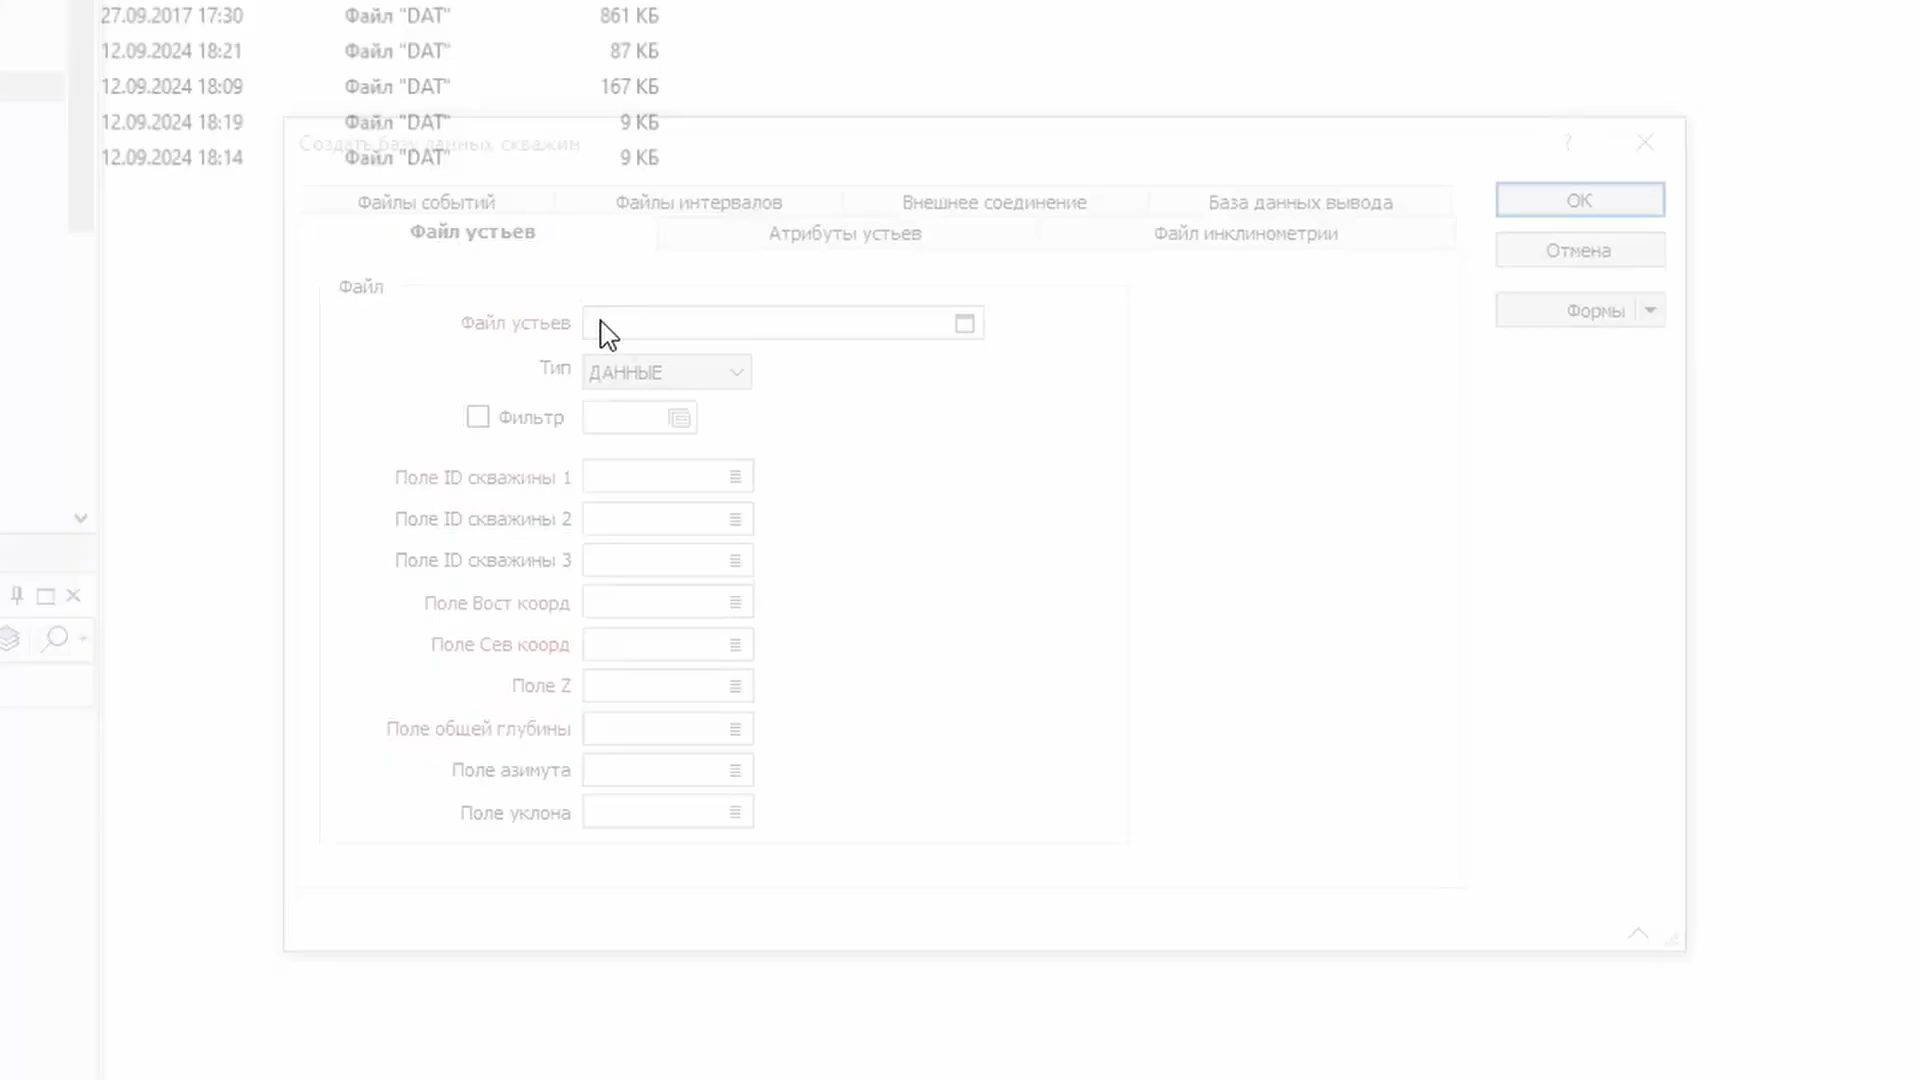 27.09.2017 17:30 Файл "DAT" 861 КБ
12.09.2024 18:21 Файл "DAT" 87 КБ
12.09.2024 18:09 Файл "DAT" 167 КБ
12.09.2024 18:19 Файл "DAT" 9 КБ
Создать базу данных скважин ?
12.09.2024 18:14 Файл "DAT" 9 КБ
Файлы событий Файлы интервалов Внешнее соединение База данных вывода
Файл устьев Атрибуты устьев Файл инклинометрии
OK
Отмена
Формы
Файл
Файл устьев
Тип ДАННЫЕ
Фильтр
Поле ID скважины 1
Поле ID скважины 2
Поле ID скважины 3
Поле Вост коорд
Поле Сев коорд
Поле Z
Поле общей глубины
Поле азимута
Поле уклона